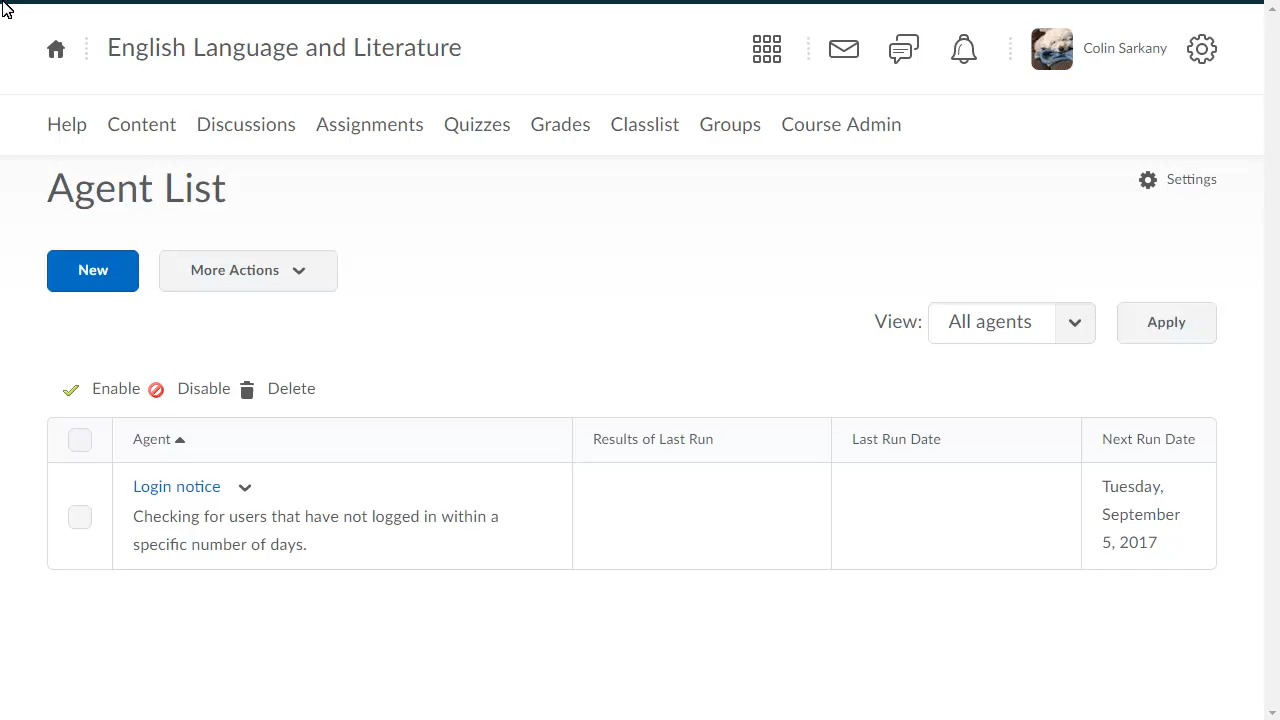 English Language and Literature
Colin Sarkany
Help Content Discussions Assignments Quizzes Grades Classlist Groups Course Admin
Agent List
Settings
New
More Actions
View: All agents
Apply
Enable Disable Delete
Agent Results of Last Run Last Run Date Next Run Date
Login notice
Checking for users that have not logged in within a
specific number of days.
Tuesday,
September
5, 2017